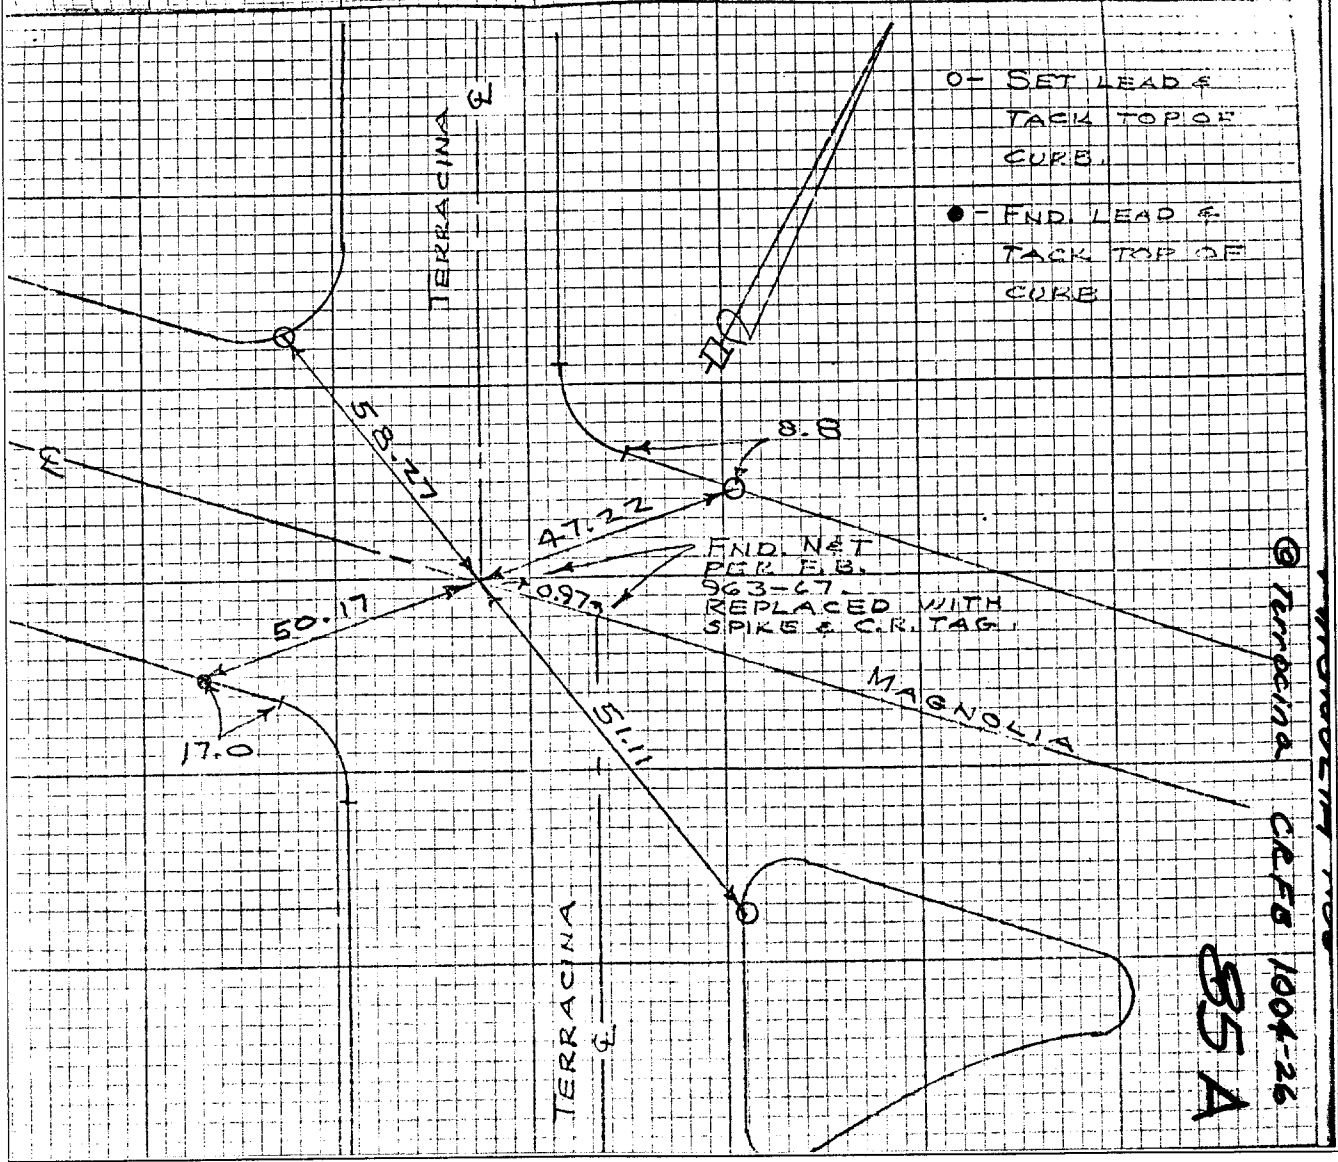 O- SET LEAD &
TACK TOP OF
CURB.
●- FND. LEAD &
TACK TOP OF
CURB
TERRACINA ℄
58.27
8.8
47.22
℄
FND. N&T
PER F.B.
963-67.
REPLACED WITH
SPIKE & C.R. TAG.
0.97
50.17
17.0
51.11
MAGNOLIA
TERRACINA ℄
@ Terracina CRFB 1004-26
85 A